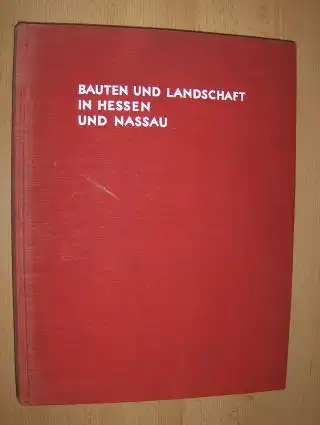 BAUTEN UND LANDSCHAFT
IN HESSEN
UND NASSAU